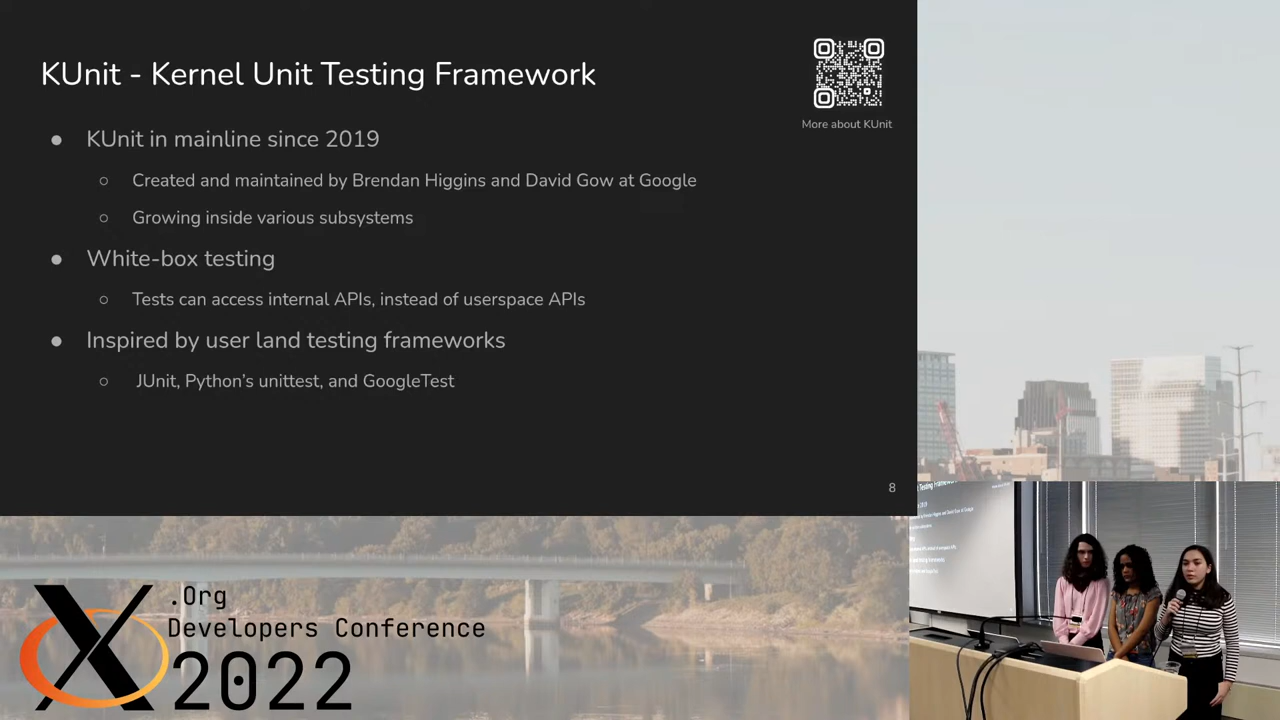 KUnit - Kernel Unit Testing Framework
More about KUnit
● KUnit in mainline since 2019
○ Created and maintained by Brendan Higgins and David Gow at Google
○ Growing inside various subsystems
● White-box testing
○ Tests can access internal APIs, instead of userspace APIs
● Inspired by user land testing frameworks
○ JUnit, Python's unittest, and GoogleTest
8
X.Org
Developers Conference
2022